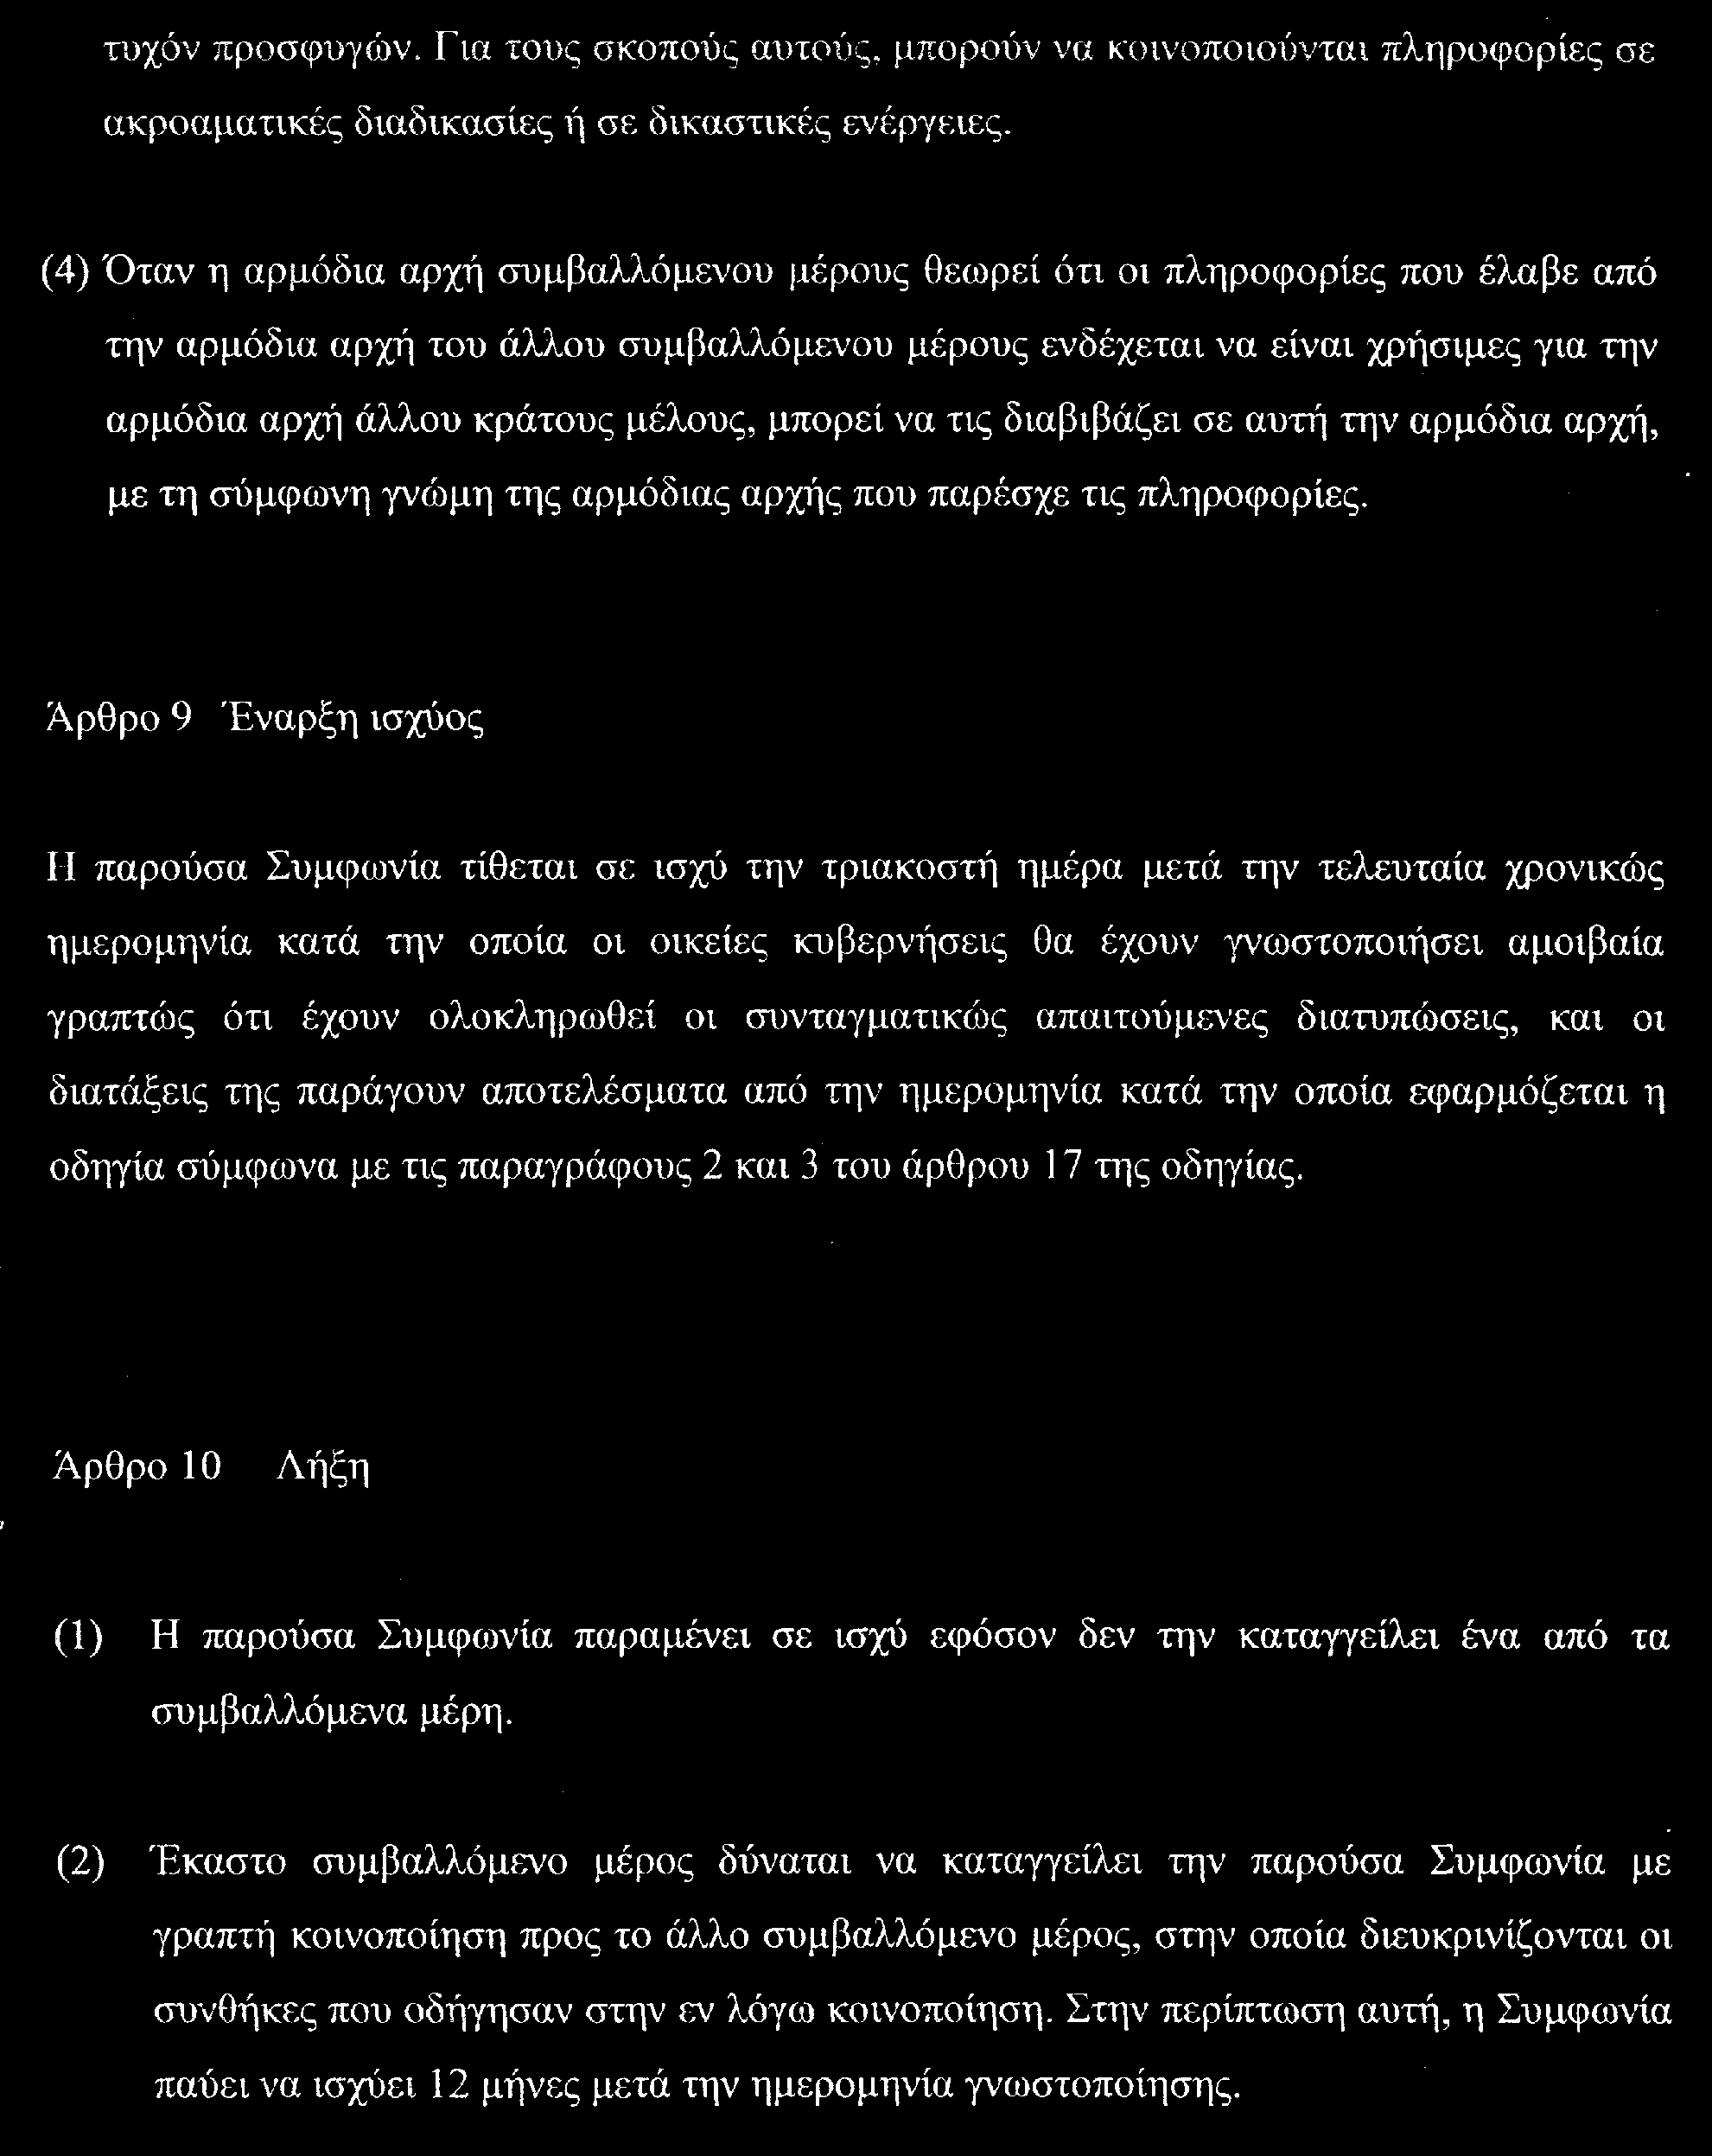 τυχόν προσφυγών. Για τους σκοπούς αυτούς, μπορούν να κοινοποιούνται πληροφορίες σε
ακροαματικές διαδικασίες ή σε δικαστικές ενέργειες.
(4) Όταν η αρμόδια αρχή συμβαλλόμενου μέρους θεωρεί ότι οι πληροφορίες που έλαβε από
την αρμόδια αρχή του άλλου συμβαλλόμενου μέρους ενδέχεται να είναι χρήσιμες για την
αρμόδια αρχή άλλου κράτους μέλους, μπορεί να τις διαβιβάζει σε αυτή την αρμόδια αρχή,
με τη σύμφωνη γνώμη της αρμόδιας αρχής που παρέσχε τις πληροφορίες.
Άρθρο 9 Έναρξη ισχύος
Η παρούσα Συμφωνία τίθεται σε ισχύ την τριακοστή ημέρα μετά την τελευταία χρονικώς
ημερομηνία κατά την οποία οι οικείες κυβερνήσεις θα έχουν γνωστοποιήσει αμοιβαία
γραπτώς ότι έχουν ολοκληρωθεί οι συνταγματικώς απαιτούμενες διατυπώσεις, και οι
διατάξεις της παράγουν αποτελέσματα από την ημερομηνία κατά την οποία εφαρμόζεται η
οδηγία σύμφωνα με τις παραγράφους 2 και 3 του άρθρου 17 της οδηγίας.
Άρθρο 10 Λήξη
(1) Η παρούσα Συμφωνία παραμένει σε ισχύ εφόσον δεν την καταγγείλει ένα από τα
συμβαλλόμενα μέρη.
(2) Έκαστο συμβαλλόμενο μέρος δύναται να καταγγείλει την παρούσα Συμφωνία με
γραπτή κοινοποίηση προς το άλλο συμβαλλόμενο μέρος, στην οποία διευκρινίζονται οι
συνθήκες που οδήγησαν στην εν λόγω κοινοποίηση. Στην περίπτωση αυτή, η Συμφωνία
παύει να ισχύει 12 μήνες μετά την ημερομηνία γνωστοποίησης.